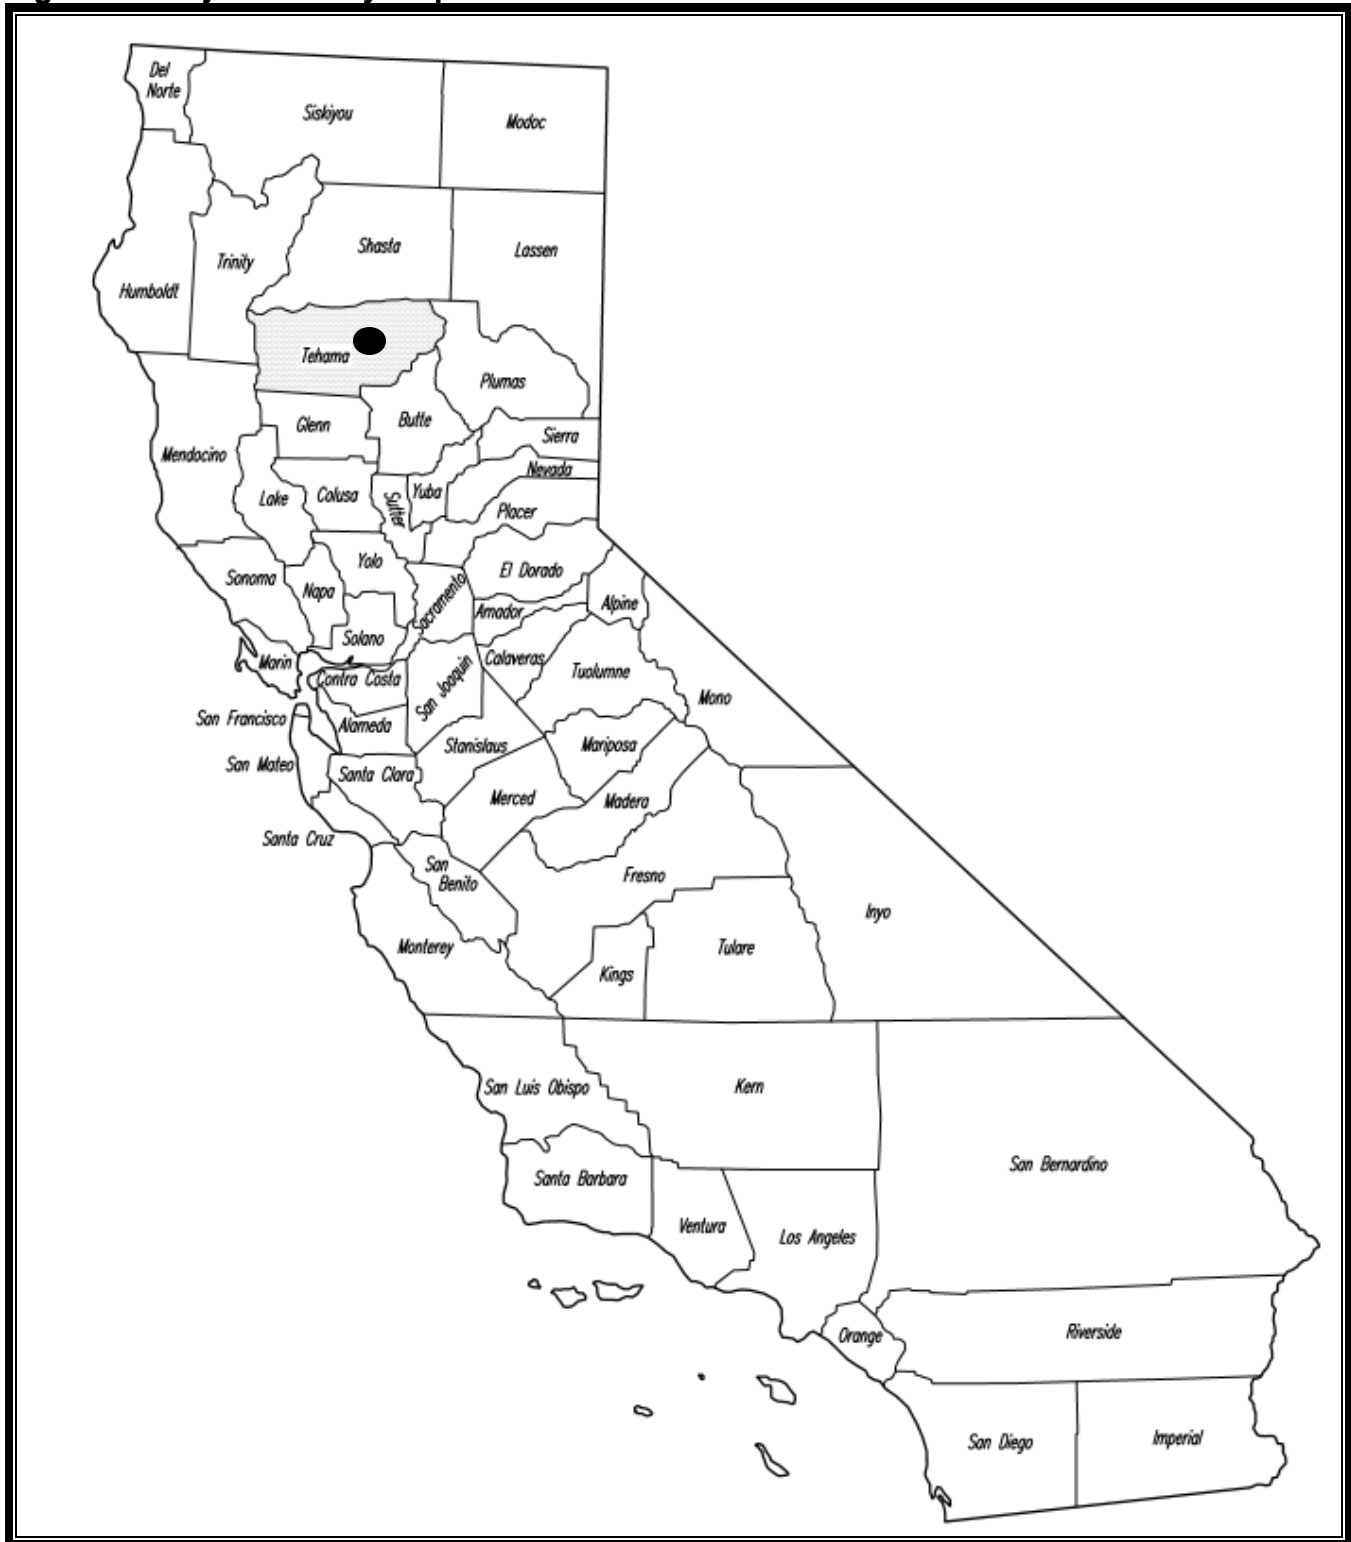 Del
Norte
Siskiyou
Modoc
Shasta
Lassen
Trinity
Humboldt
Tehama
Plumas
Butte
Glenn
Sierra
Mendocino
Nevada
Lake
Colusa
Sutter
Yuba
Placer
Yolo
El Dorado
Sonoma
Napa
Sacramento
Amador
Alpine
Solano
Marin
Calaveras
Tuolumne
Contra Costa
San Joaquin
Mono
San Francisco
Alameda
Stanislaus
Mariposa
San Mateo
Santa Clara
Merced
Madera
Santa Cruz
San
Benito
Fresno
Inyo
Monterey
Kings
Tulare
San Luis Obispo
Kern
San Bernardino
Santa Barbara
Ventura
Los Angeles
Orange
Riverside
San Diego
Imperial